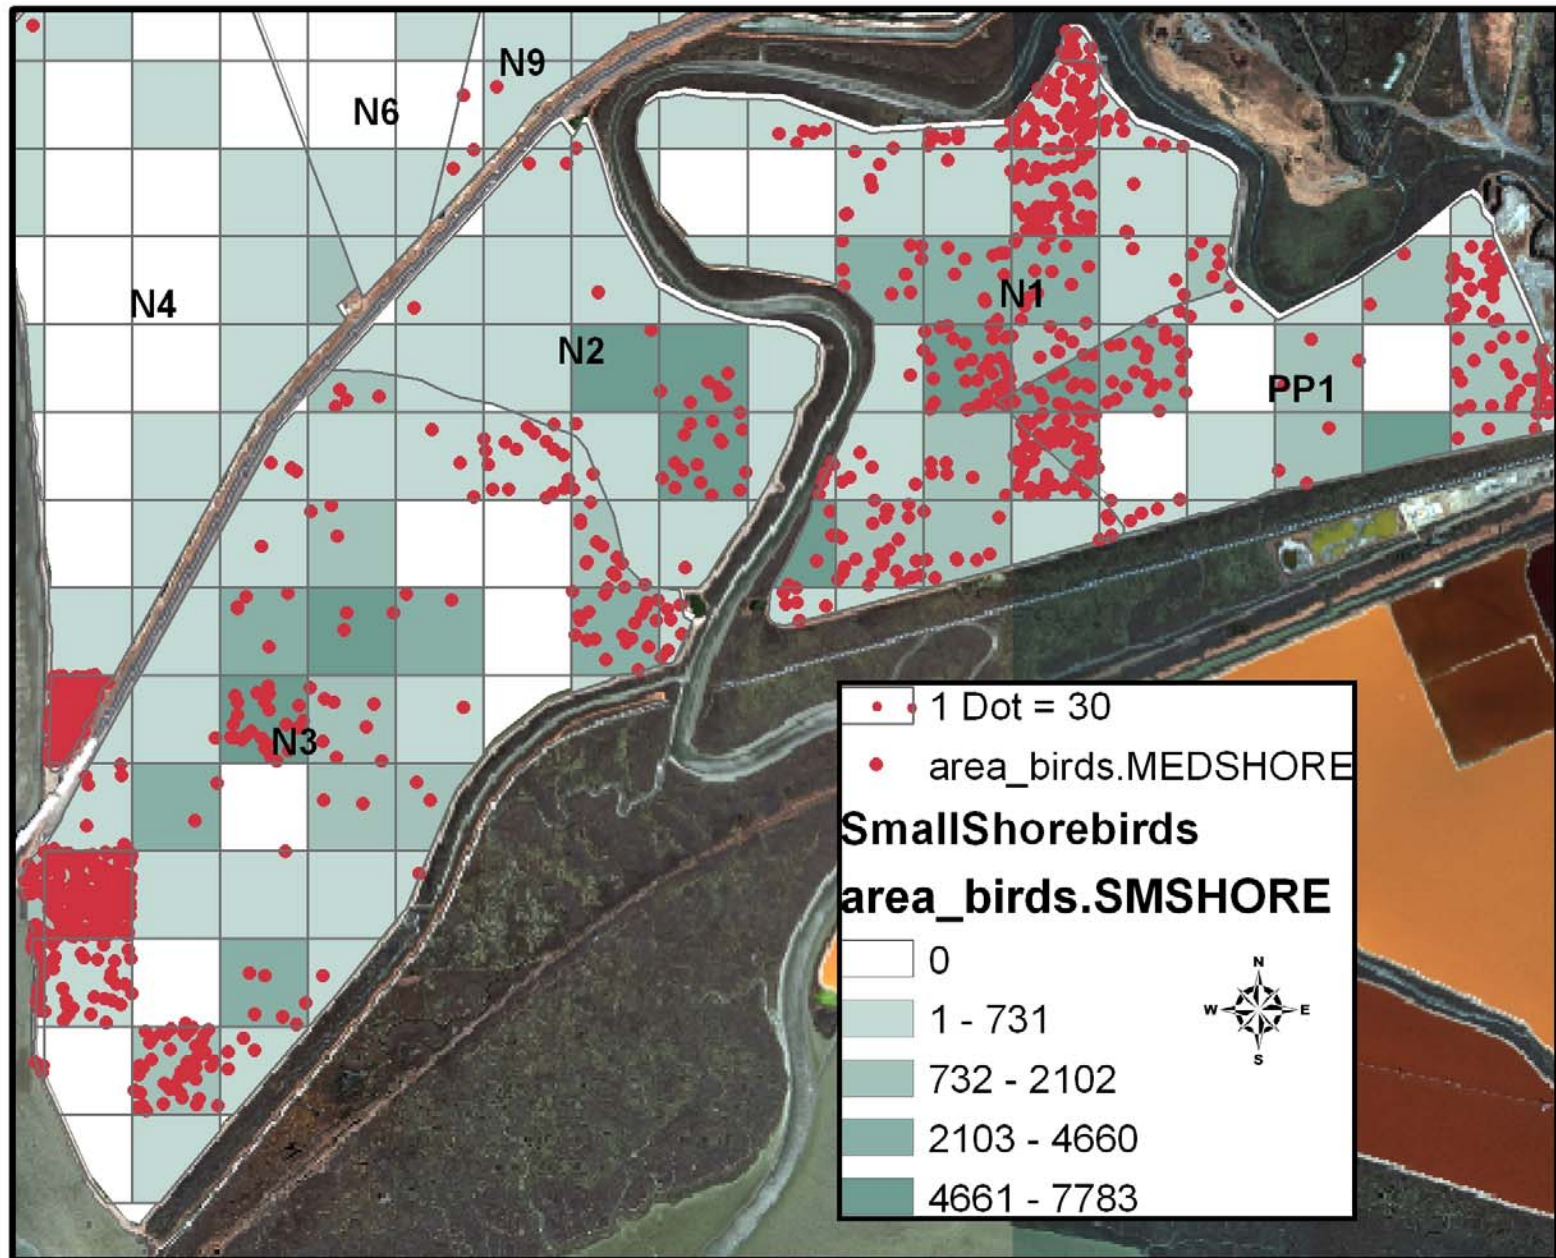 N9
N6
N4
N1
N2
PP1
N3
1 Dot = 30
area_birds.MEDSHORE
SmallShorebirds
area_birds.SMSHORE
0
1 - 731
732 - 2102
2103 - 4660
4661 - 7783
N
W E
S